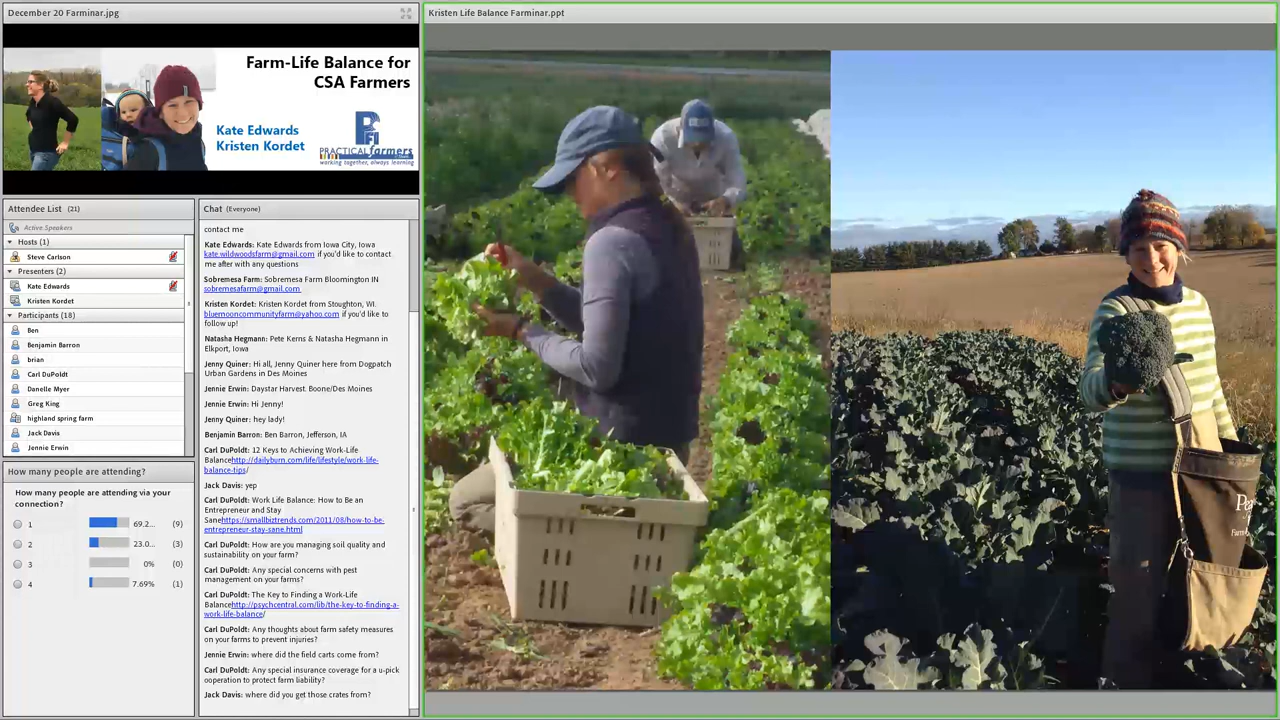 December 20 Farminar.jpg
Farm-Life Balance for
CSA Farmers
Kate Edwards
Kristen Kordet
PRACTICAL farmers
working together, always learning
Attendee List (21)
Active Speakers
Hosts (1)
Steve Carlson
Presenters (2)
Kate Edwards
Kristen Kordet
Participants (18)
Ben
Benjamin Barron
brian
Carl DuPoldt
Danelle Myer
Greg King
highland spring farm
Jack Davis
Jennie Erwin
How many people are attending?
How many people are attending via your
connection?
1 69.2... (9)
2 23.0... (3)
3 0% (0)
4 7.69% (1)
Chat (Everyone)
contact me
Kate Edwards: Kate Edwards from Iowa City, Iowa
kate.wildwoodsfarm@gmail.com if you'd like to
contact me after with any questions
Sobremesa Farm: Sobremesa Farm Bloomington IN
sobremesafarm@gmail.com
Kristen Kordet: Kristen Kordet from Stoughton, WI.
bluemooncommunityfarm@yahoo.com if you'd like to
follow up!
Natasha Hegmann: Pete Kerns & Natasha Hegmann in
Elkport, Iowa
Jenny Quiner: Hi all, Jenny Quiner here from Dogpatch
Urban Gardens in Des Moines
Jennie Erwin: Daystar Harvest. Boone/Des Moines
Jennie Erwin: Hi Jenny!
Jenny Quiner: hey lady!
Benjamin Barron: Ben Barron, Jefferson, IA
Carl DuPoldt: 12 Keys to Achieving Work-Life
Balancehttp://dailyburn.com/life/lifestyle/work-life-
balance-tips/
Jack Davis: yep
Carl DuPoldt: Work Life Balance: How to Be an
Entrepreneur and Stay
Sanehttps://smallbiztrends.com/2011/08/how-to-be-
entrepreneur-stay-sane.html
Carl DuPoldt: How are you managing soil quality and
sustainability on your farm?
Carl DuPoldt: Any special concerns with pest
management on your farms?
Carl DuPoldt: The Key to Finding a Work-Life
Balancehttp://psychcentral.com/lib/the-key-to-finding-a-
work-life-balance/
Carl DuPoldt: Any thoughts about farm safety measures
on your farms to prevent injuries?
Jennie Erwin: where did the field carts come from?
Carl DuPoldt: Any special insurance coverage for a u-pick
ooperation to protect farm liability?
Jack Davis: where did you get those crates from?
Kristen Life Balance Farminar.ppt